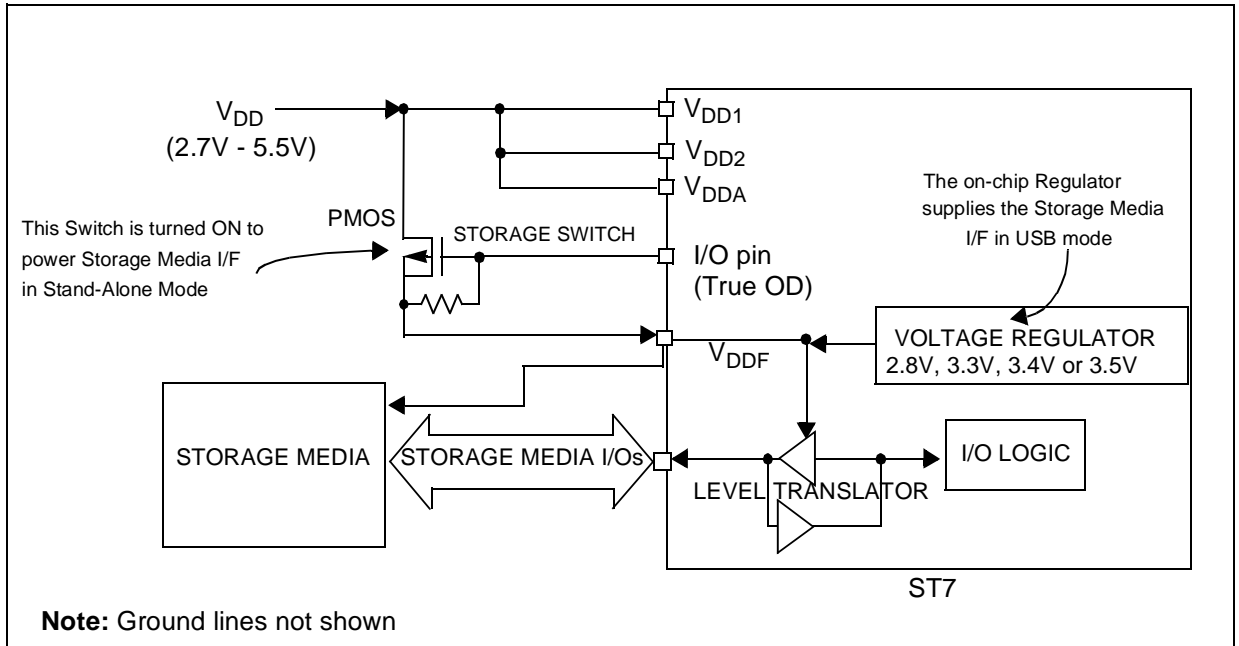 VDD
(2.7V - 5.5V)
VDD1
VDD2
VDDA
The on-chip Regulator
supplies the Storage Media
I/F in USB mode
This Switch is turned ON to
power Storage Media I/F
in Stand-Alone Mode
PMOS
STORAGE SWITCH
I/O pin
(True OD)
VDDF
VOLTAGE REGULATOR
2.8V, 3.3V, 3.4V or 3.5V
STORAGE MEDIA
STORAGE MEDIA I/Os
LEVEL TRANSLATOR
I/O LOGIC
ST7
Note: Ground lines not shown